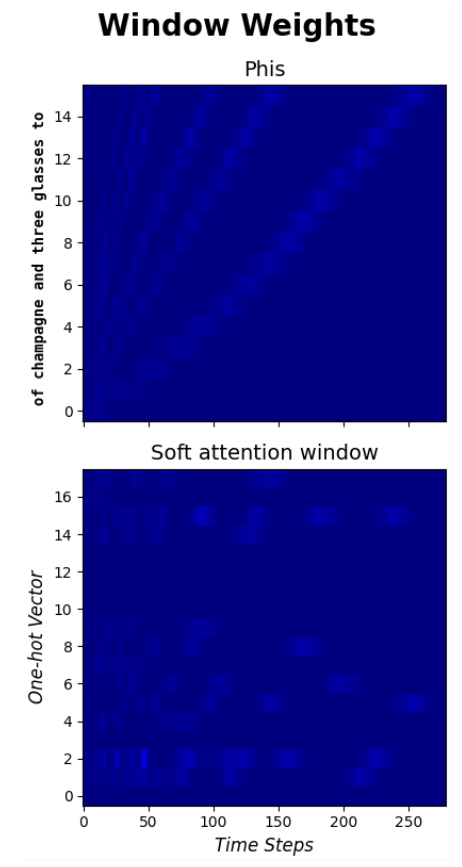 Window Weights
Phis
of champagne and three glasses to
14
12
10
8
6
4
2
0
Soft attention window
One-hot Vector
16
14
12
10
8
6
4
2
0
0 50 100 150 200 250
Time Steps